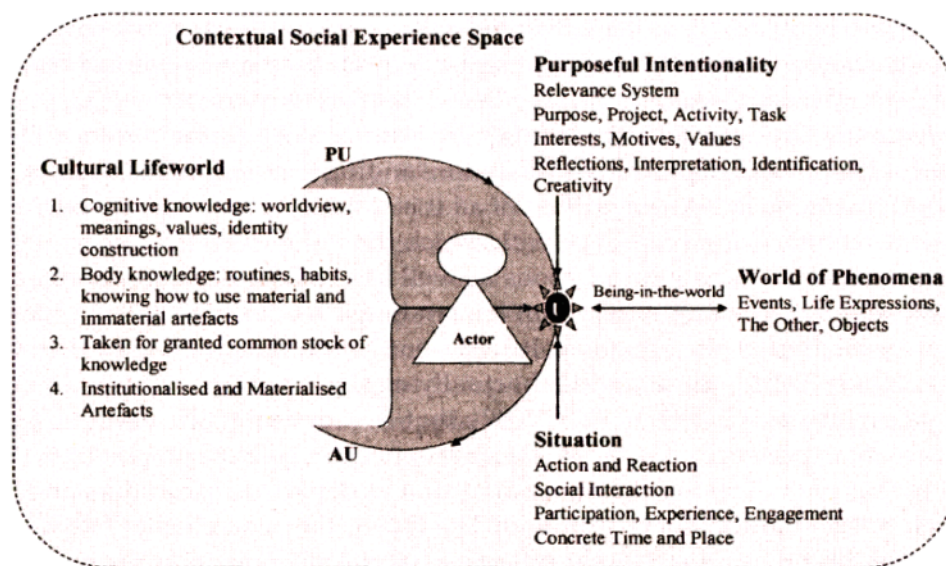 Contextual Social Experience Space
Purposeful Intentionality
Relevance System
Purpose, Project, Activity, Task
Interests, Motives, Values
Reflections, Interpretation, Identification,
Creativity
PU
Cultural Lifeworld
1. Cognitive knowledge: worldview,
meanings, values, identity
construction
2. Body knowledge: routines, habits,
knowing how to use material and
immaterial artefacts
3. Taken for granted common stock of
knowledge
4. Institutionalised and Materialised
Artefacts
Actor
I
Being-in-the-world
World of Phenomena
Events, Life Expressions,
The Other, Objects
AU
Situation
Action and Reaction
Social Interaction
Participation, Experience, Engagement
Concrete Time and Place